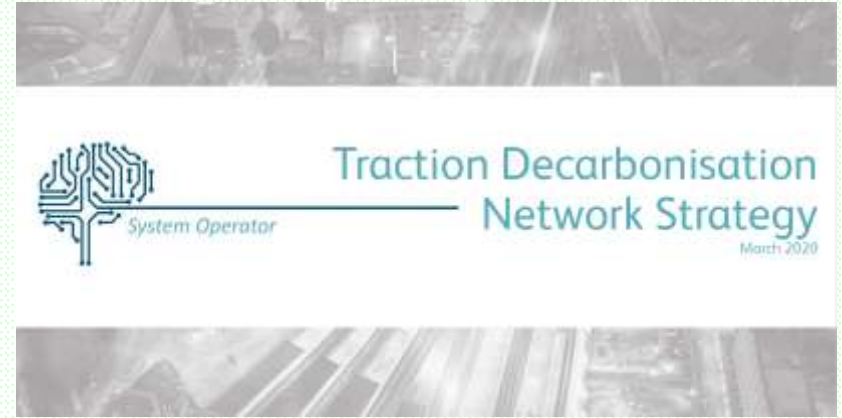 Traction Decarbonisation
Network Strategy
March 2020
System Operator